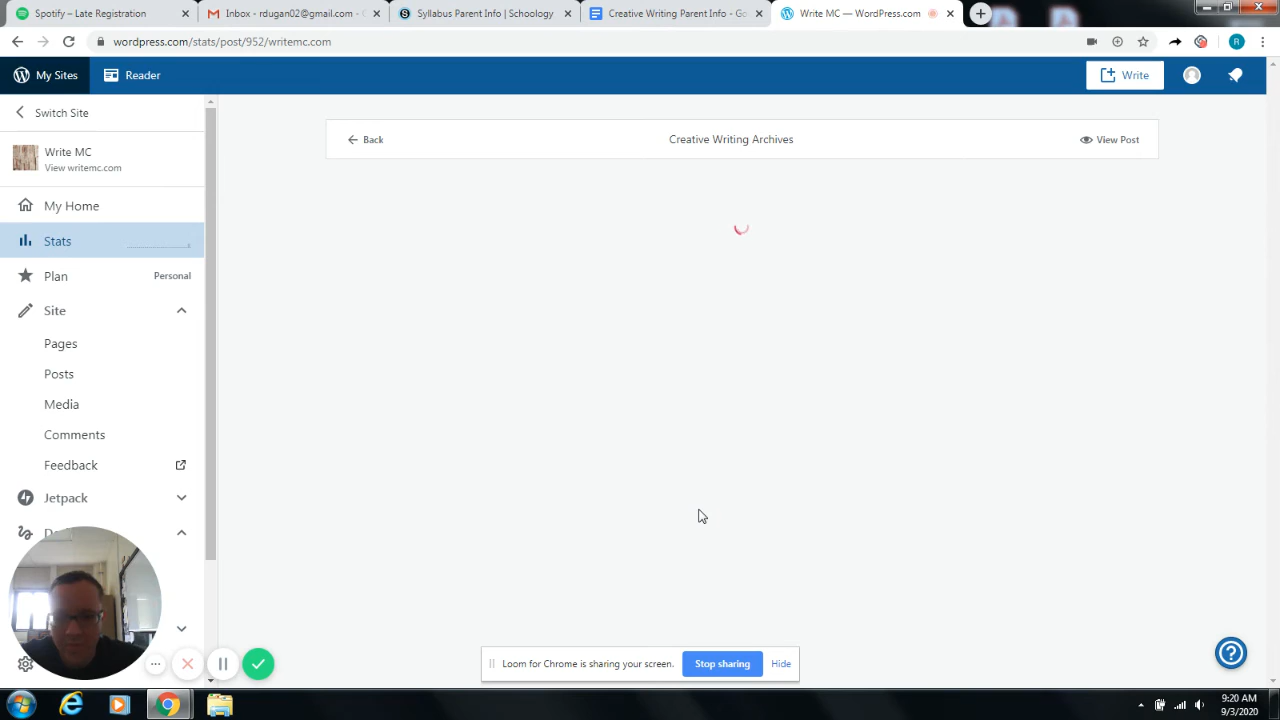 Spotify – Late Registration
Inbox - rdugan02@gmail.com -
Syllabus Parent Info | Schoology
Creative Writing Parent Info - Go
Write MC — WordPress.com
wordpress.com/stats/post/952/writemc.com
R
My Sites
Reader
Write
Switch Site
Back
Creative Writing Archives
View Post
Write MC
View writemc.com
My Home
Stats
Plan
Personal
Site
Pages
Posts
Media
Comments
Feedback
Jetpack
Loom for Chrome is sharing your screen.
Stop sharing
Hide
9:20 AM
9/3/2020